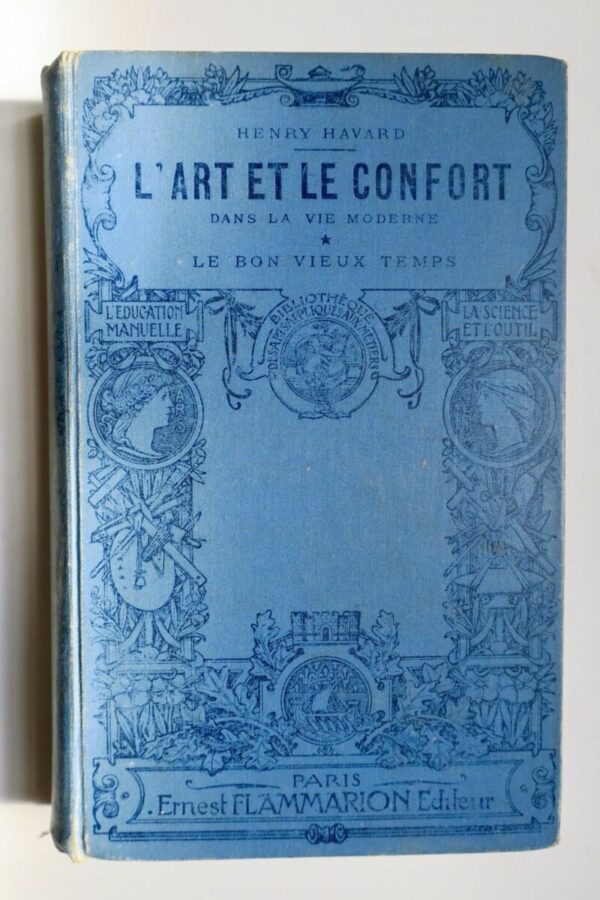 HENRY HAVARD
L'ART ET LE CONFORT
DANS LA VIE MODERNE
LE BON VIEUX TEMPS
L'EDUCATION
MANUELLE
BIBLIOTHÈQUE
DES ARTS APPLIQUÉS AUX MÉTIERS
LA SCIENCE
ET L'OUTIL
PARIS
Ernest FLAMMARION Editeur